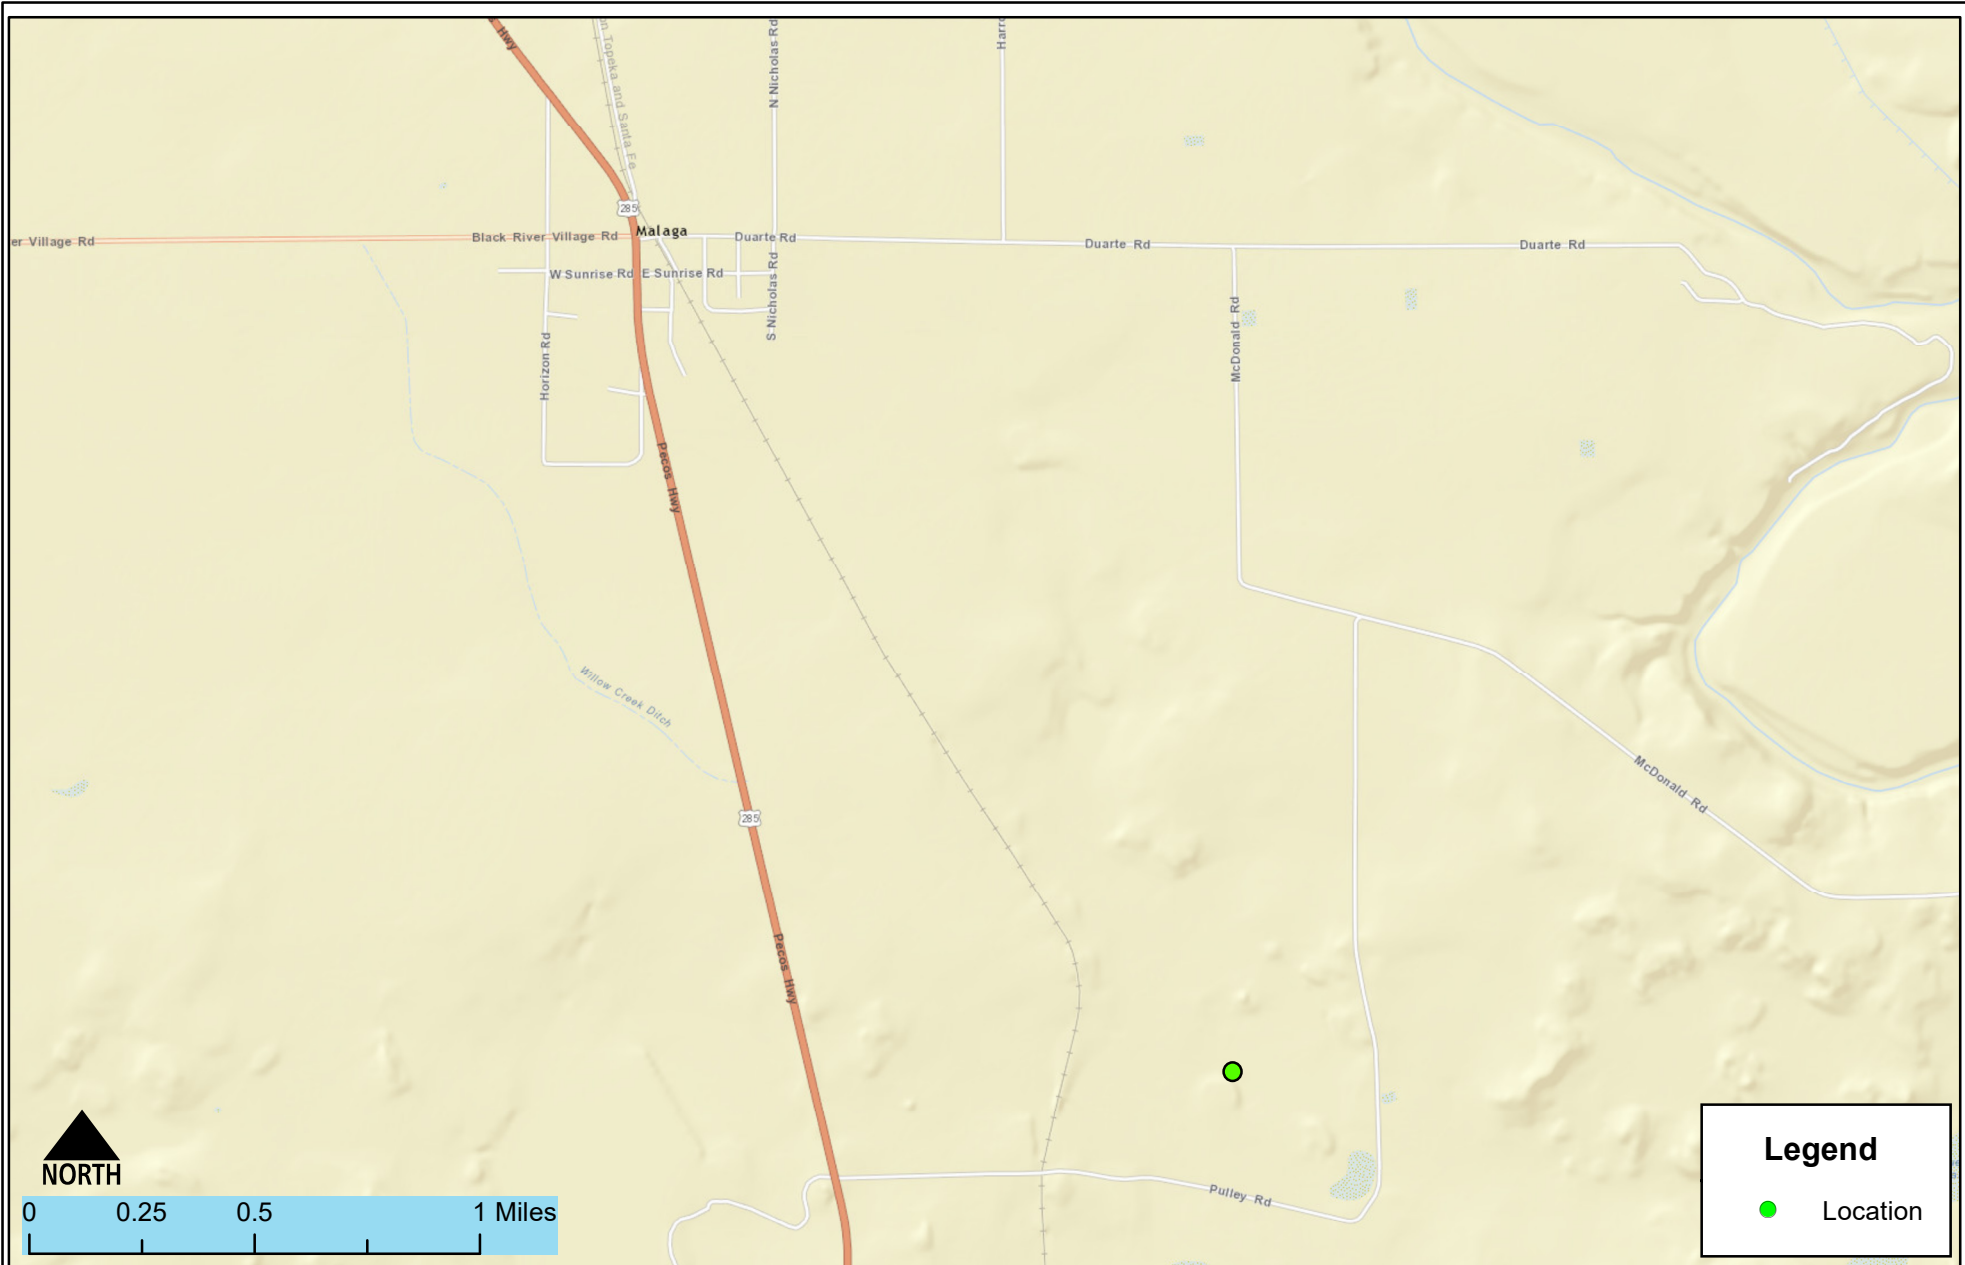 Hwy
n Topeka and Santa Fe
N Nicholas Rd
Harro
285
Malaga
er Village Rd
Black River Village Rd
Duarte Rd
Duarte Rd
Duarte Rd
W Sunrise Rd
E Sunrise Rd
S Nicholas Rd
McDonald Rd
Horizon Rd
Pecos Hwy
Willow Creek Ditch
McDonald Rd
285
Pecos Hwy
Pulley Rd
NORTH
0 0.25 0.5 1 Miles
Legend
Location